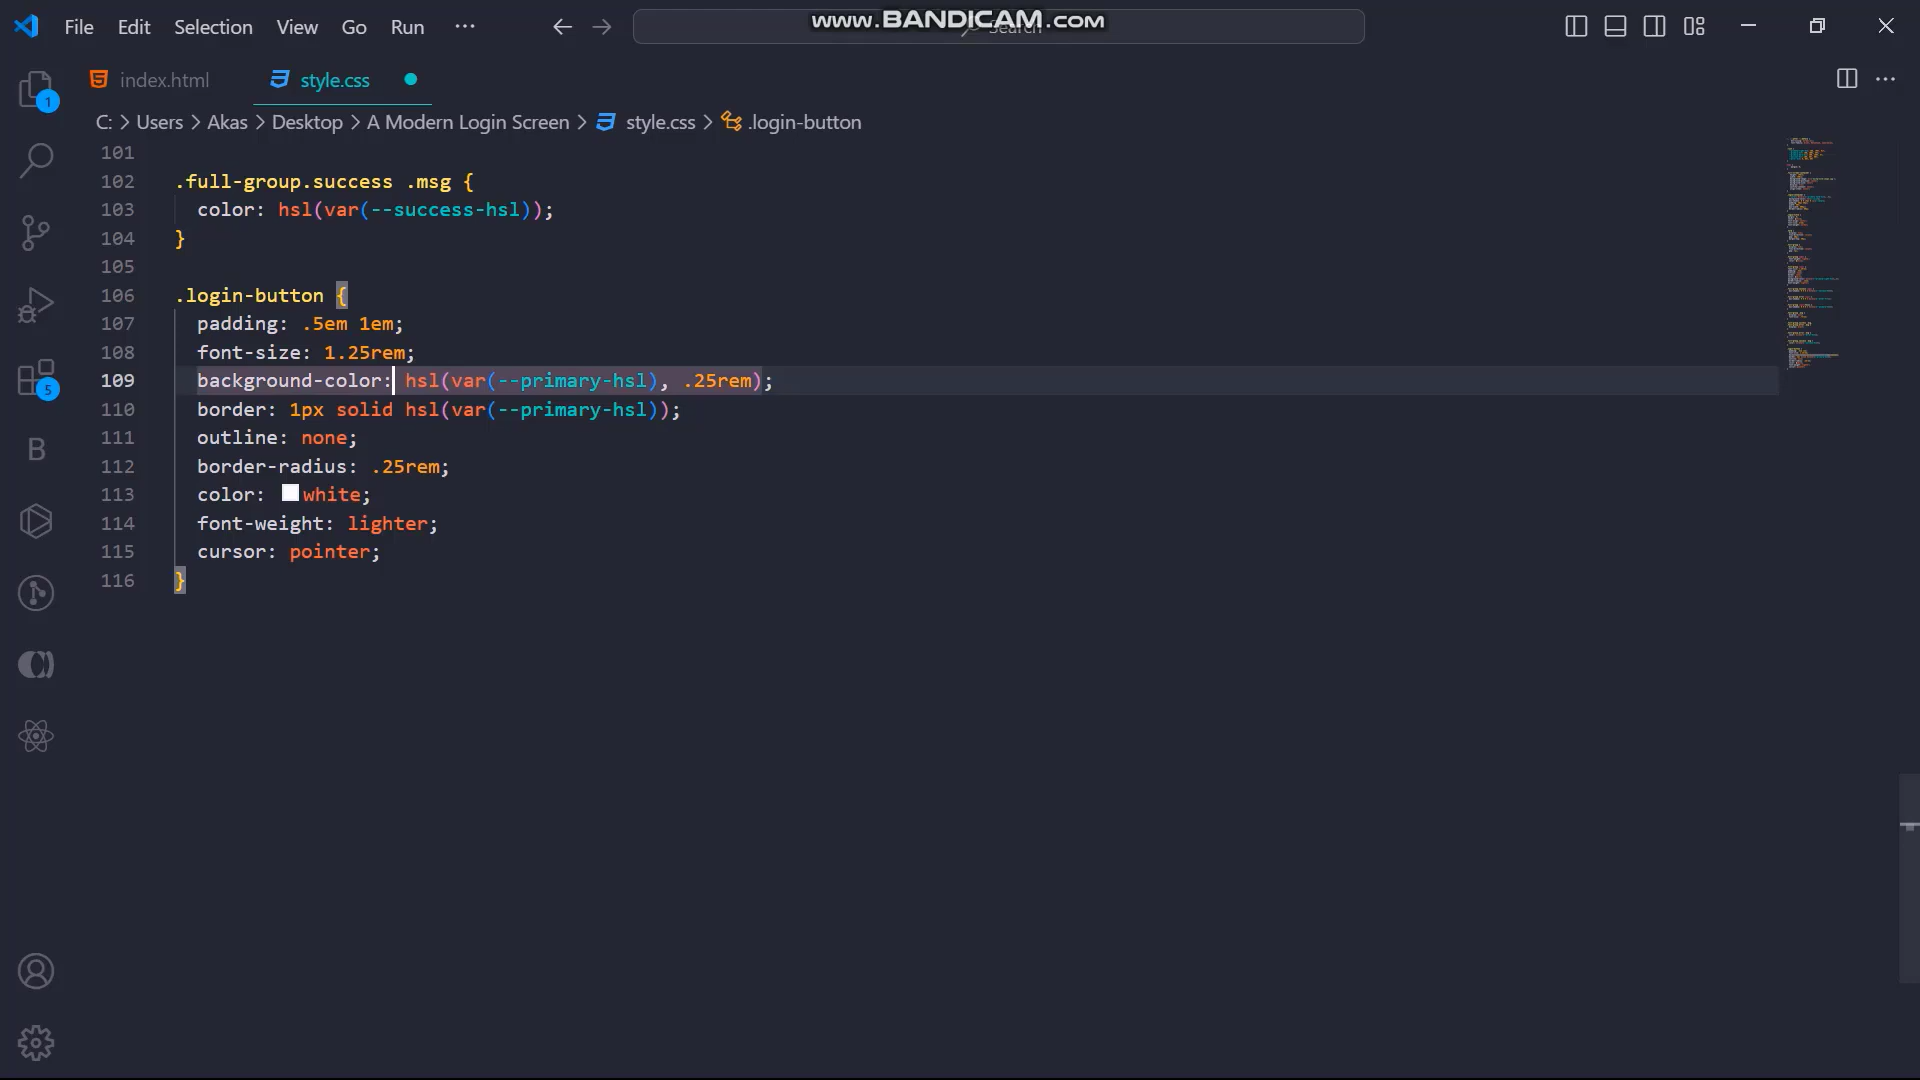 File Edit Selection View Go Run ···
www.BANDICAM.com
Search
index.html
style.css
C: > Users > Akas > Desktop > A Modern Login Screen > style.css > .login-button
101
102 .full-group.success .msg {
103 color: hsl(var(--success-hsl));
104 }
105
106 .login-button {
107 padding: .5em 1em;
108 font-size: 1.25rem;
109 background-color: hsl(var(--primary-hsl), .25rem);
110 border: 1px solid hsl(var(--primary-hsl));
111 outline: none;
112 border-radius: .25rem;
113 color: white;
114 font-weight: lighter;
115 cursor: pointer;
116 }
1
5
B